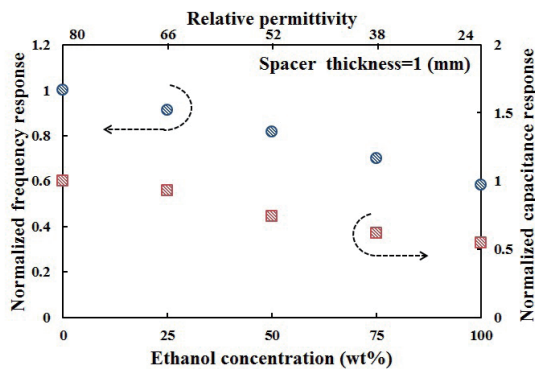 Relative permittivity
80 66 52 38 24
Spacer thickness=1 (mm)
Normalized frequency response
1.2
1
0.8
0.6
0.4
0.2
0
Normalized capacitance response
2
1.5
1
0.5
0
0 25 50 75 100
Ethanol concentration (wt%)